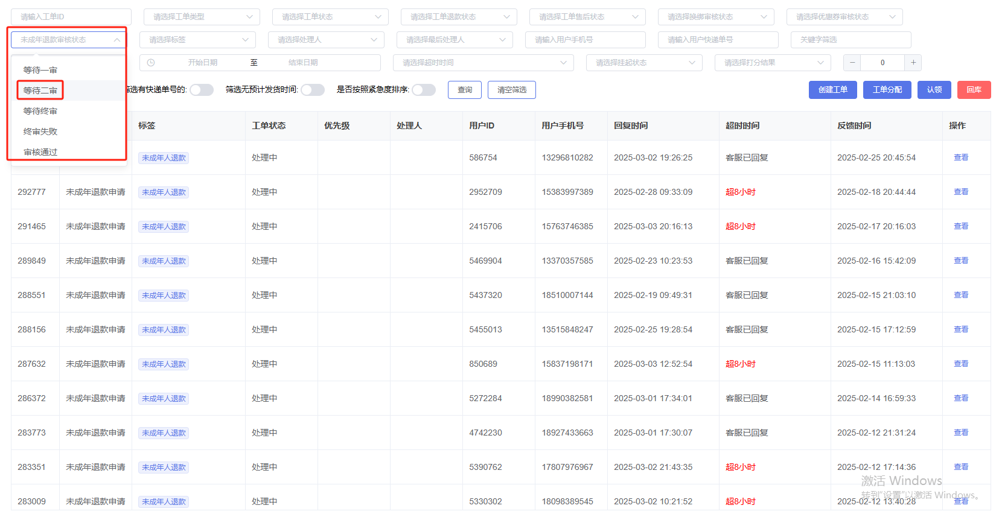 请输入工单ID 请选择工单类型 请选择工单状态 请选择工单退款状态 请选择工单售后状态 请选择换绑审核状态 请选择优惠券审核状态
未成年退款审核状态 请选择标签 请选择处理人 请选择最后处理人 请输入用户手机号 请输入用户快递单号 关键字筛选
开始日期 至 结束日期 请选择超时时间 请选择挂起状态 请选择打分结果 − 0 +
等待一审
等待二审
等待终审
终审失败
审核通过
筛选有快递单号的: 筛选无预计发货时间: 是否按照紧急度排序: 查询 清空筛选 创建工单 工单分配 认领 回库
标签 工单状态 优先级 处理人 用户ID 用户手机号 回复时间 超时时间 反馈时间 操作
未成年人退款 处理中 586754 13296810282 2025-03-02 19:26:25 客服已回复 2025-02-25 20:45:54 查看
292777 未成年退款申请 未成年人退款 处理中 2952709 15383997389 2025-02-28 09:33:09 超8小时 2025-02-18 20:44:44 查看
291465 未成年退款申请 未成年人退款 处理中 2415706 15763746385 2025-03-03 20:16:13 超8小时 2025-02-17 20:16:03 查看
289849 未成年退款申请 未成年人退款 处理中 5469904 13370357585 2025-02-23 10:23:53 客服已回复 2025-02-16 15:42:09 查看
288551 未成年退款申请 未成年人退款 处理中 5437320 18510007144 2025-02-19 09:49:31 客服已回复 2025-02-15 21:03:10 查看
288156 未成年退款申请 未成年人退款 处理中 5455013 13515848247 2025-02-25 19:28:54 客服已回复 2025-02-15 17:12:59 查看
287632 未成年退款申请 未成年人退款 处理中 850689 15837198171 2025-03-03 12:52:54 超8小时 2025-02-15 11:13:03 查看
286372 未成年退款申请 未成年人退款 处理中 5272284 18990382581 2025-03-01 17:34:01 客服已回复 2025-02-14 16:59:33 查看
283773 未成年退款申请 未成年人退款 处理中 4742230 18927433663 2025-03-01 17:30:07 客服已回复 2025-02-12 21:31:24 查看
283351 未成年退款申请 未成年人退款 处理中 5390762 17807976967 2025-03-02 21:43:35 超8小时 2025-02-12 17:14:36 查看
283009 未成年退款申请 未成年人退款 处理中 5330302 18098389545 2025-03-02 10:21:52 超8小时 2025-02-12 13:40:28 查看
激活 Windows
转到"设置"以激活 Windows。